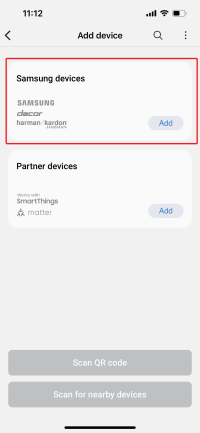 11:12
Add device
Samsung devices
SAMSUNG
dacor
harman / kardon
Add
Partner devices
Works with
SmartThings
matter
Add
Scan QR code
Scan for nearby devices